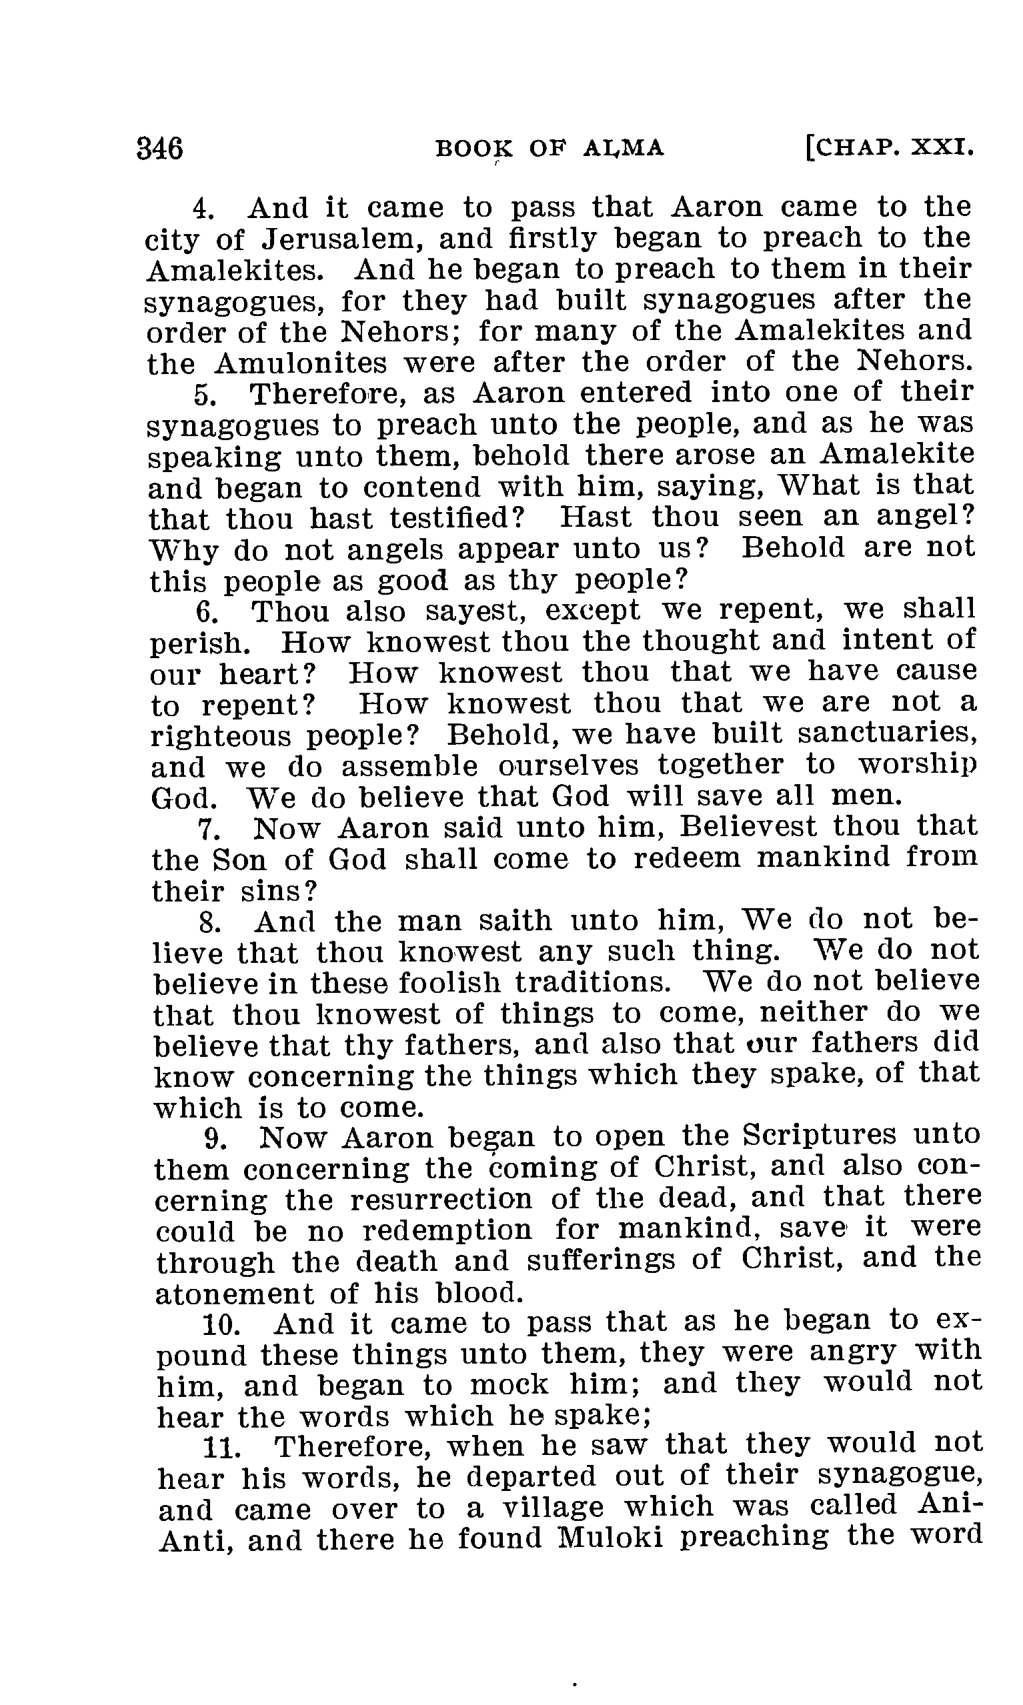 346 BOOK OF ALMA [CHAP. XXI.
4. And it came to pass that Aaron came to the
city of Jerusalem, and firstly began to preach to the
Amalekites. And he began to preach to them in their
synagogues, for they had built synagogues after the
order of the Nehors; for many of the Amalekites and
the Amulonites were after the order of the Nehors.
5. Therefore, as Aaron entered into one of their
synagogues to preach unto the people, and as he was
speaking unto them, behold there arose an Amalekite
and began to contend with him, saying, What is that
that thou hast testified? Hast thou seen an angel?
Why do not angels appear unto us? Behold are not
this people as good as thy people?
6. Thou also sayest, except we repent, we shall
perish. How knowest thou the thought and intent of
our heart? How knowest thou that we have cause
to repent? How knowest thou that we are not a
righteous people? Behold, we have built sanctuaries,
and we do assemble ourselves together to worship
God. We do believe that God will save all men.
7. Now Aaron said unto him, Believest thou that
the Son of God shall come to redeem mankind from
their sins?
8. And the man saith unto him, We do not be-
lieve that thou knowest any such thing. We do not
believe in these foolish traditions. We do not believe
that thou knowest of things to come, neither do we
believe that thy fathers, and also that our fathers did
know concerning the things which they spake, of that
which is to come.
9. Now Aaron began to open the Scriptures unto
them concerning the coming of Christ, and also con-
cerning the resurrection of the dead, and that there
could be no redemption for mankind, save it were
through the death and sufferings of Christ, and the
atonement of his blood.
10. And it came to pass that as he began to ex-
pound these things unto them, they were angry with
him, and began to mock him; and they would not
hear the words which he spake;
11. Therefore, when he saw that they would not
hear his words, he departed out of their synagogue,
and came over to a village which was called Ani-
Anti, and there he found Muloki preaching the word